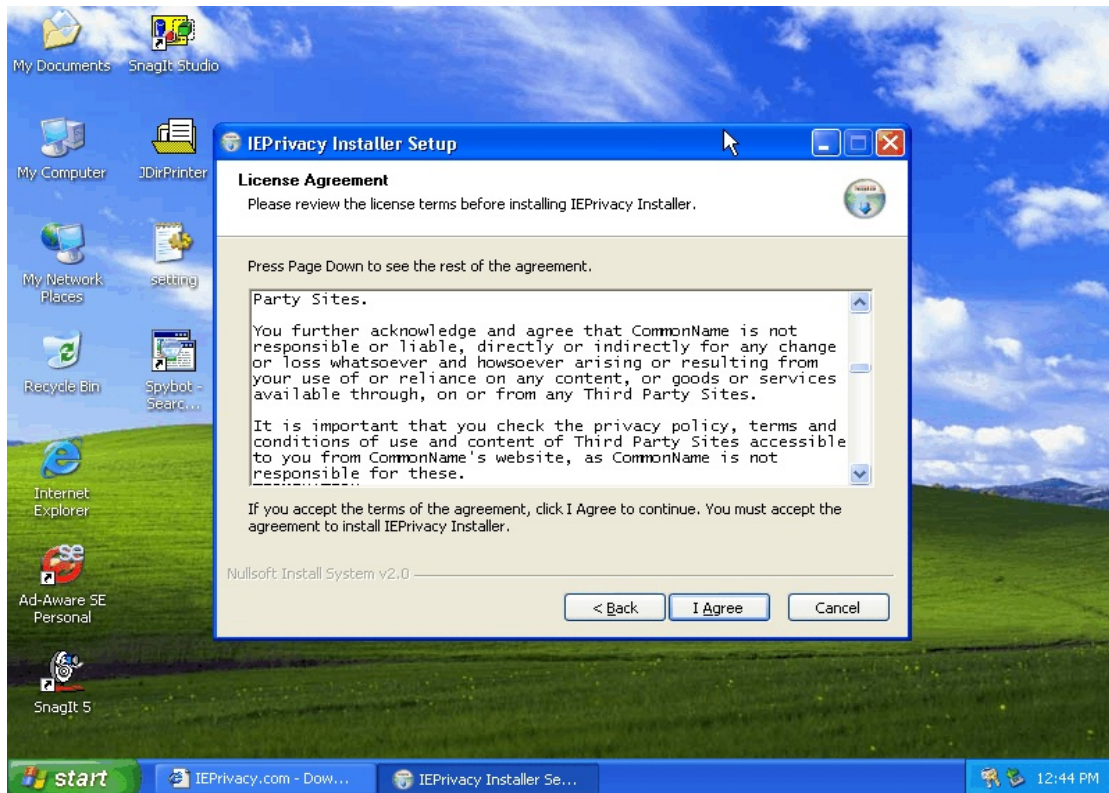 My Documents
SnagIt Studio
My Computer
JDirPrinter
My Network
Places
setting
Recycle Bin
Spybot -
Searc...
Internet
Explorer
Ad-Aware SE
Personal
SnagIt 5
IEPrivacy Installer Setup
License Agreement
Please review the license terms before installing IEPrivacy Installer.
Press Page Down to see the rest of the agreement.
Party Sites.
You further acknowledge and agree that CommonName is not
responsible or liable, directly or indirectly for any change
or loss whatsoever and howsoever arising or resulting from
your use of or reliance on any content, or goods or services
available through, on or from any Third Party Sites.
It is important that you check the privacy policy, terms and
conditions of use and content of Third Party Sites accessible
to you from CommonName's website, as CommonName is not
responsible for these.
If you accept the terms of the agreement, click I Agree to continue. You must accept the
agreement to install IEPrivacy Installer.
Nullsoft Install System v2.0
< Back
I Agree
Cancel
start
IEPrivacy.com - Dow...
IEPrivacy Installer Se...
12:44 PM